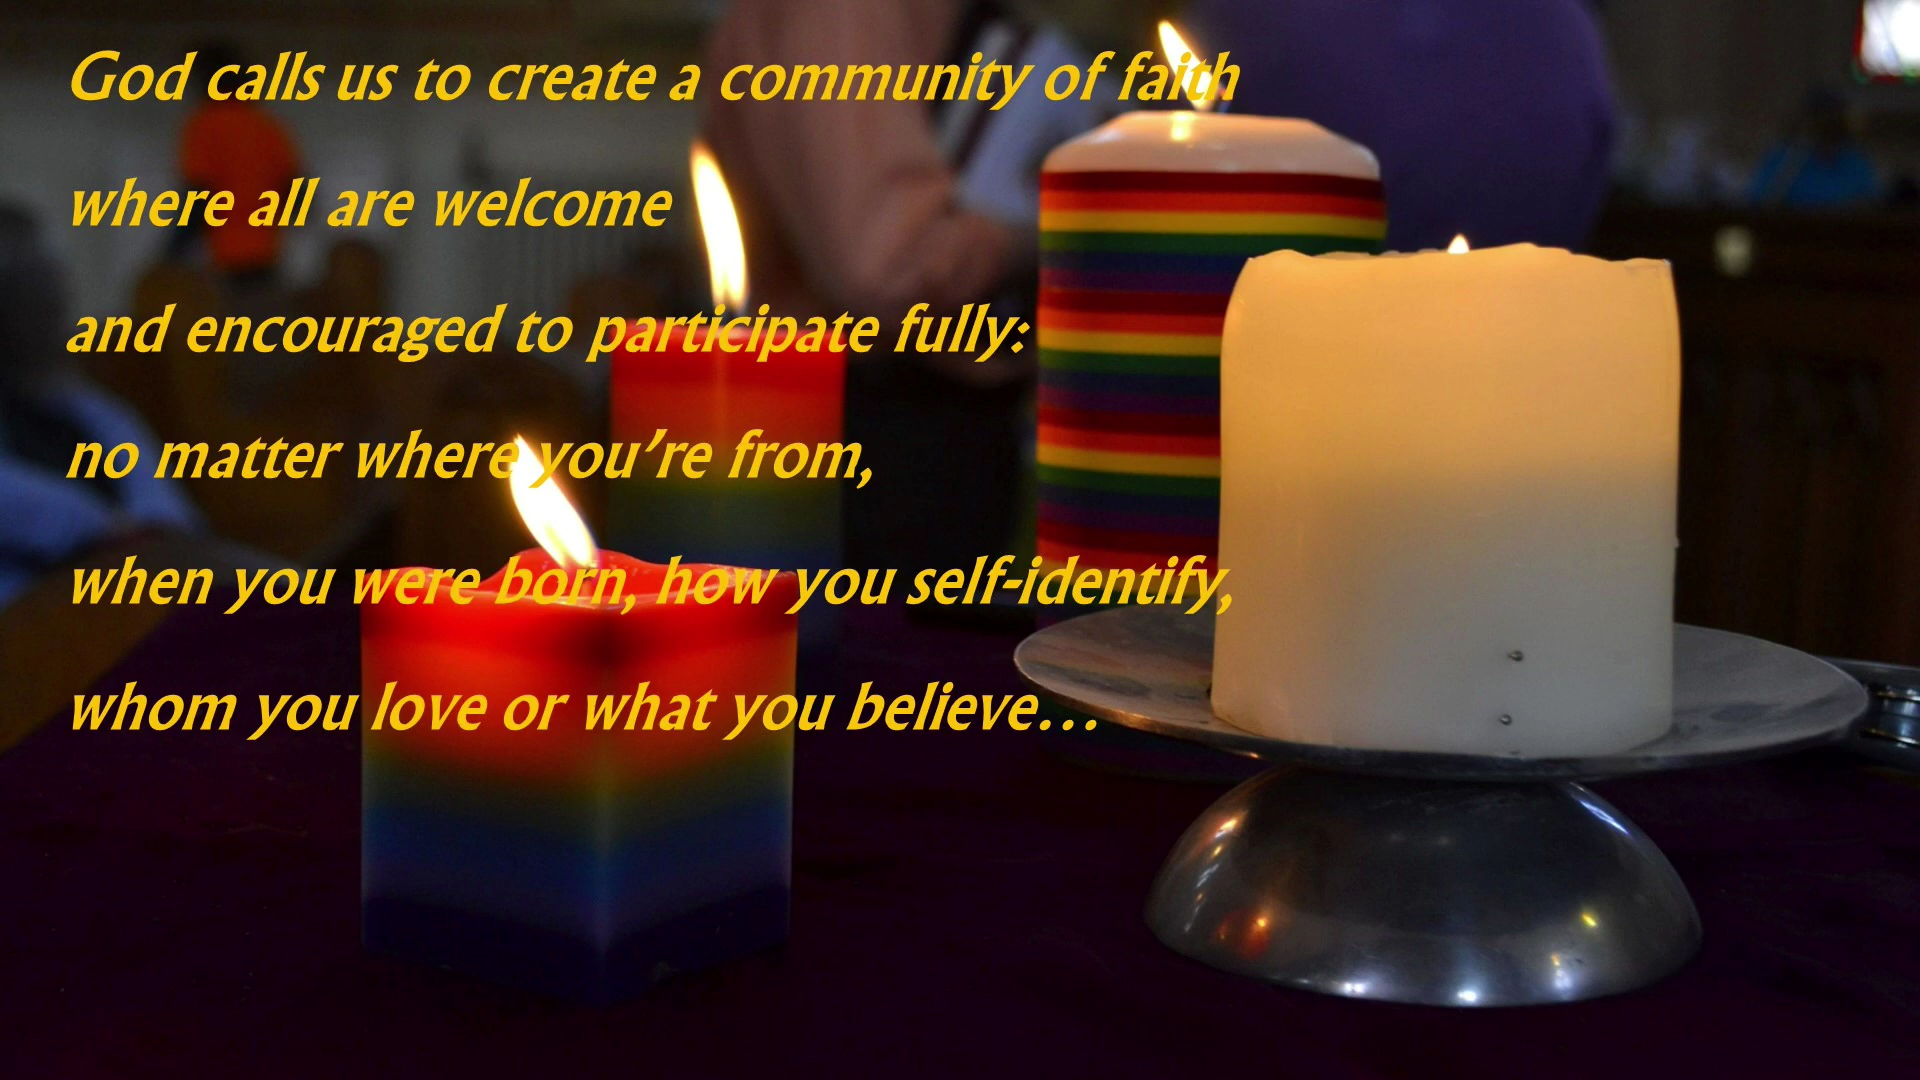 God calls us to create a community of faith
where all are welcome
and encouraged to participate fully:
no matter where you’re from,
when you were born, how you self-identify,
whom you love or what you believe…